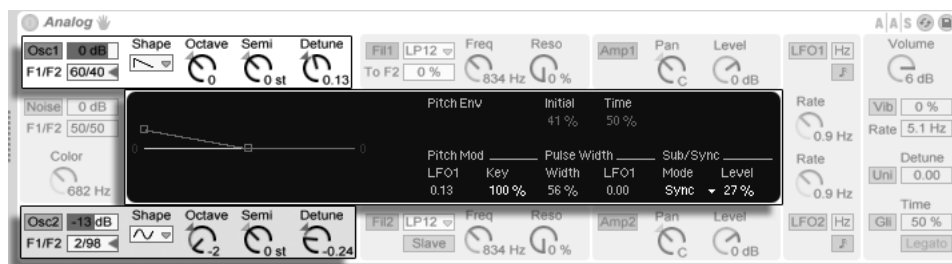 Analog A|A|S
Osc1 0 dB Shape Octave Semi Detune Fil1 LP12 Freq Reso Amp1 Pan Level LFO1 Hz Volume
F1/F2 60/40 0 0 st 0.13 To F2 0 % 834 Hz 0 % C 0 dB -6 dB
Noise 0 dB Pitch Env Initial Time Rate Vib 0 %
F1/F2 50/50 41 % 50 % 0.9 Hz Rate 5.1 Hz
0 0
Color Pitch Mod Pulse Width Sub/Sync Rate Detune
LFO1 Key Width LFO1 Mode Level Uni 0.00
682 Hz 0.13 100 % 56 % 0.00 Sync 27 % 0.9 Hz
Osc2 -13 dB Shape Octave Semi Detune Fil2 LP12 Freq Reso Amp2 Pan Level LFO2 Hz Time
Gli 50 %
F1/F2 2/98 -2 0 st -0.24 Slave 834 Hz 0 % C 0 dB Legato